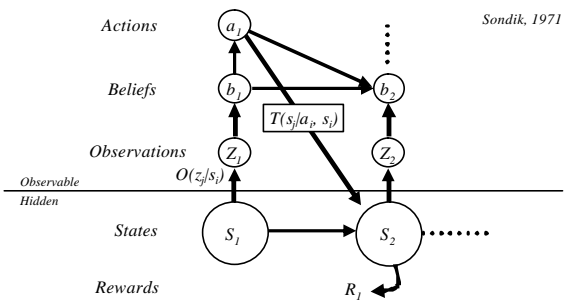 Actions a1 Sondik, 1971
Beliefs b1 b2
T(sj/ai, si)
Observations Z1 Z2
O(zj/si)
Observable
Hidden
States S1 S2
Rewards R1